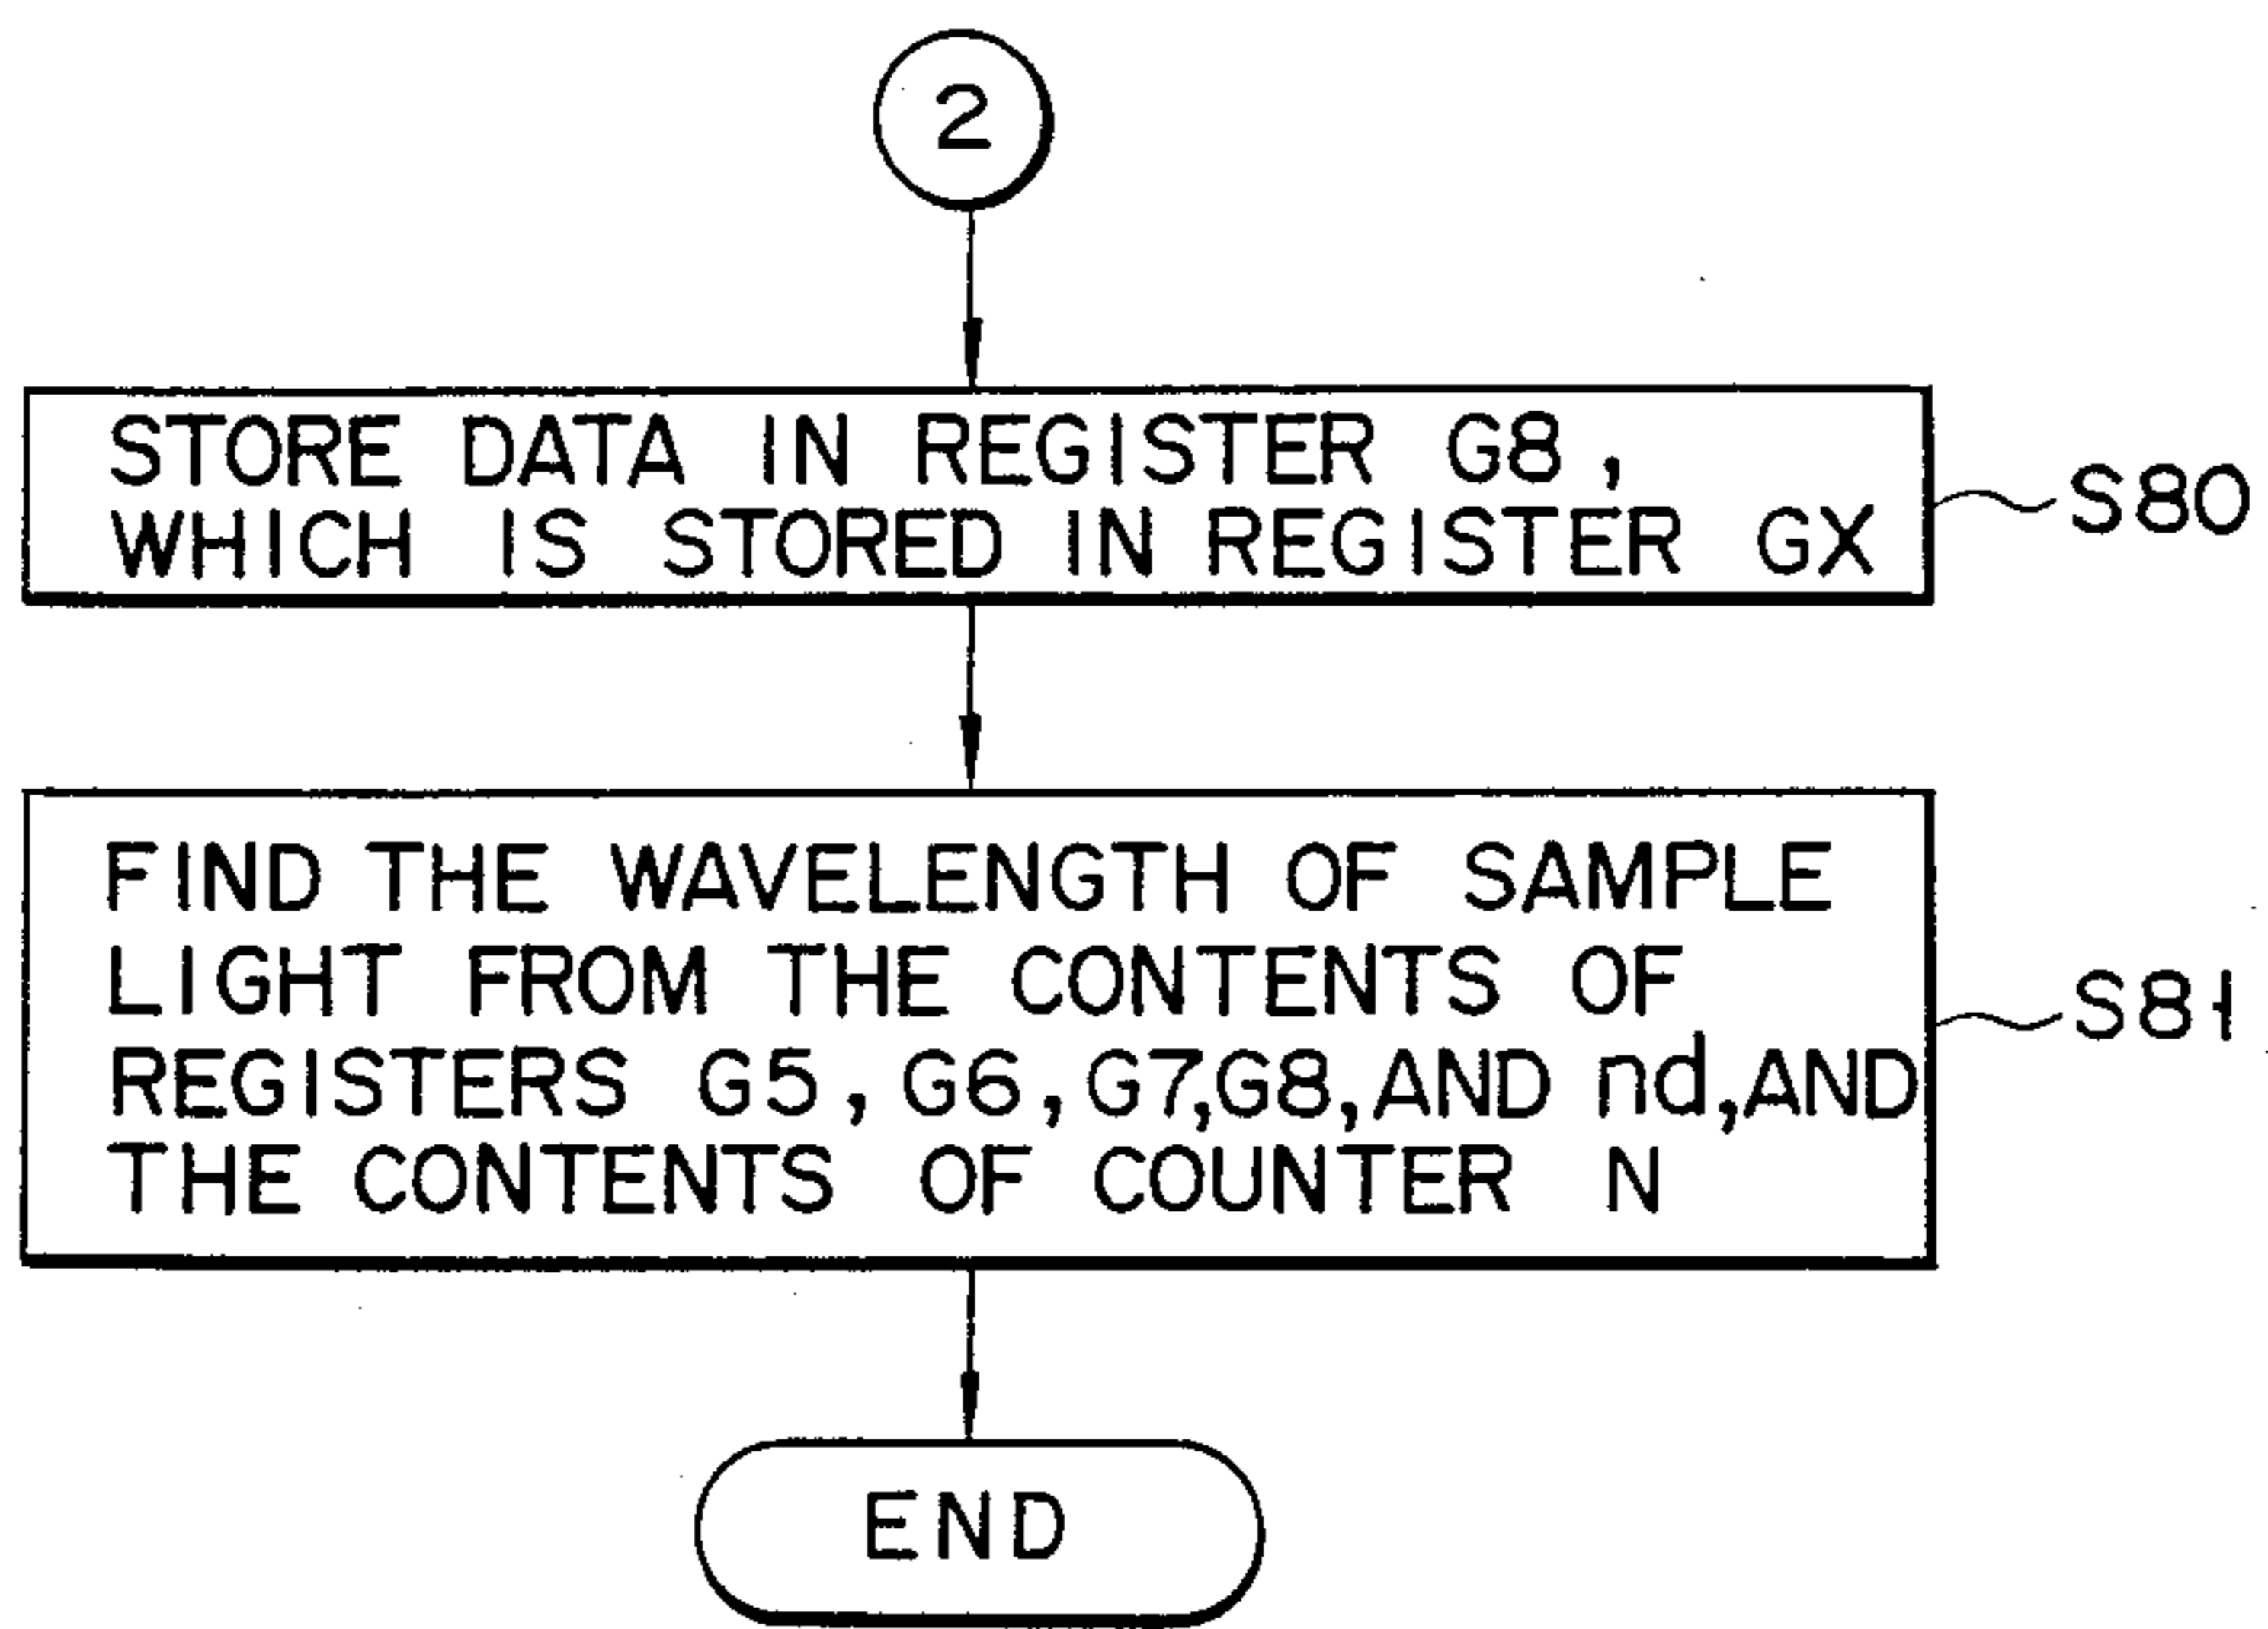 2
STORE DATA IN REGISTER G8,
WHICH IS STORED IN REGISTER GX
S80
FIND THE WAVELENGTH OF SAMPLE
LIGHT FROM THE CONTENTS OF
REGISTERS G5, G6, G7, G8, AND nd, AND
THE CONTENTS OF COUNTER N
S81
END